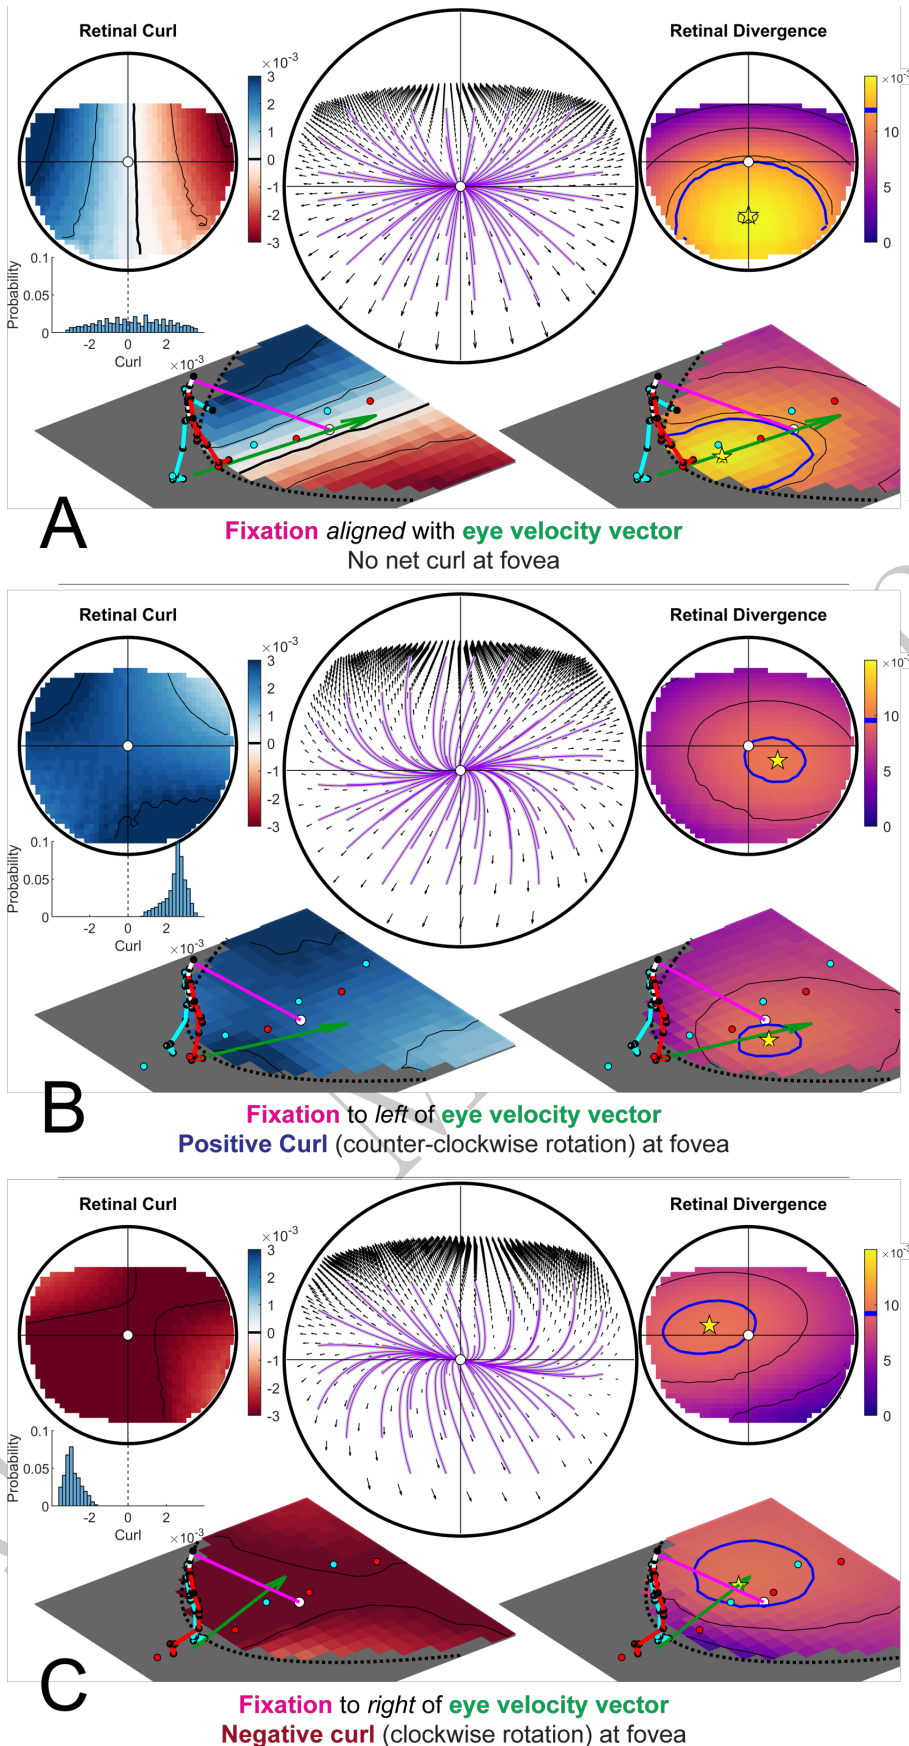 Retinal Curl
Retinal Divergence
×10⁻³
3
2
1
0
-1
-2
-3
×10⁻³
10
5
0
Probability
0.1
0.05
0
-2
0
2
Curl
×10⁻³
A
Fixation aligned with eye velocity vector
No net curl at fovea
Retinal Curl
Retinal Divergence
×10⁻³
3
2
1
0
-1
-2
-3
×10⁻³
10
5
0
Probability
0.1
0.05
0
-2
0
2
Curl
×10⁻³
B
Fixation to left of eye velocity vector
Positive Curl (counter-clockwise rotation) at fovea
Retinal Curl
Retinal Divergence
×10⁻³
3
2
1
0
-1
-2
-3
×10⁻³
10
5
0
Probability
0.1
0.05
0
-2
0
2
Curl
×10⁻³
C
Fixation to right of eye velocity vector
Negative curl (clockwise rotation) at fovea